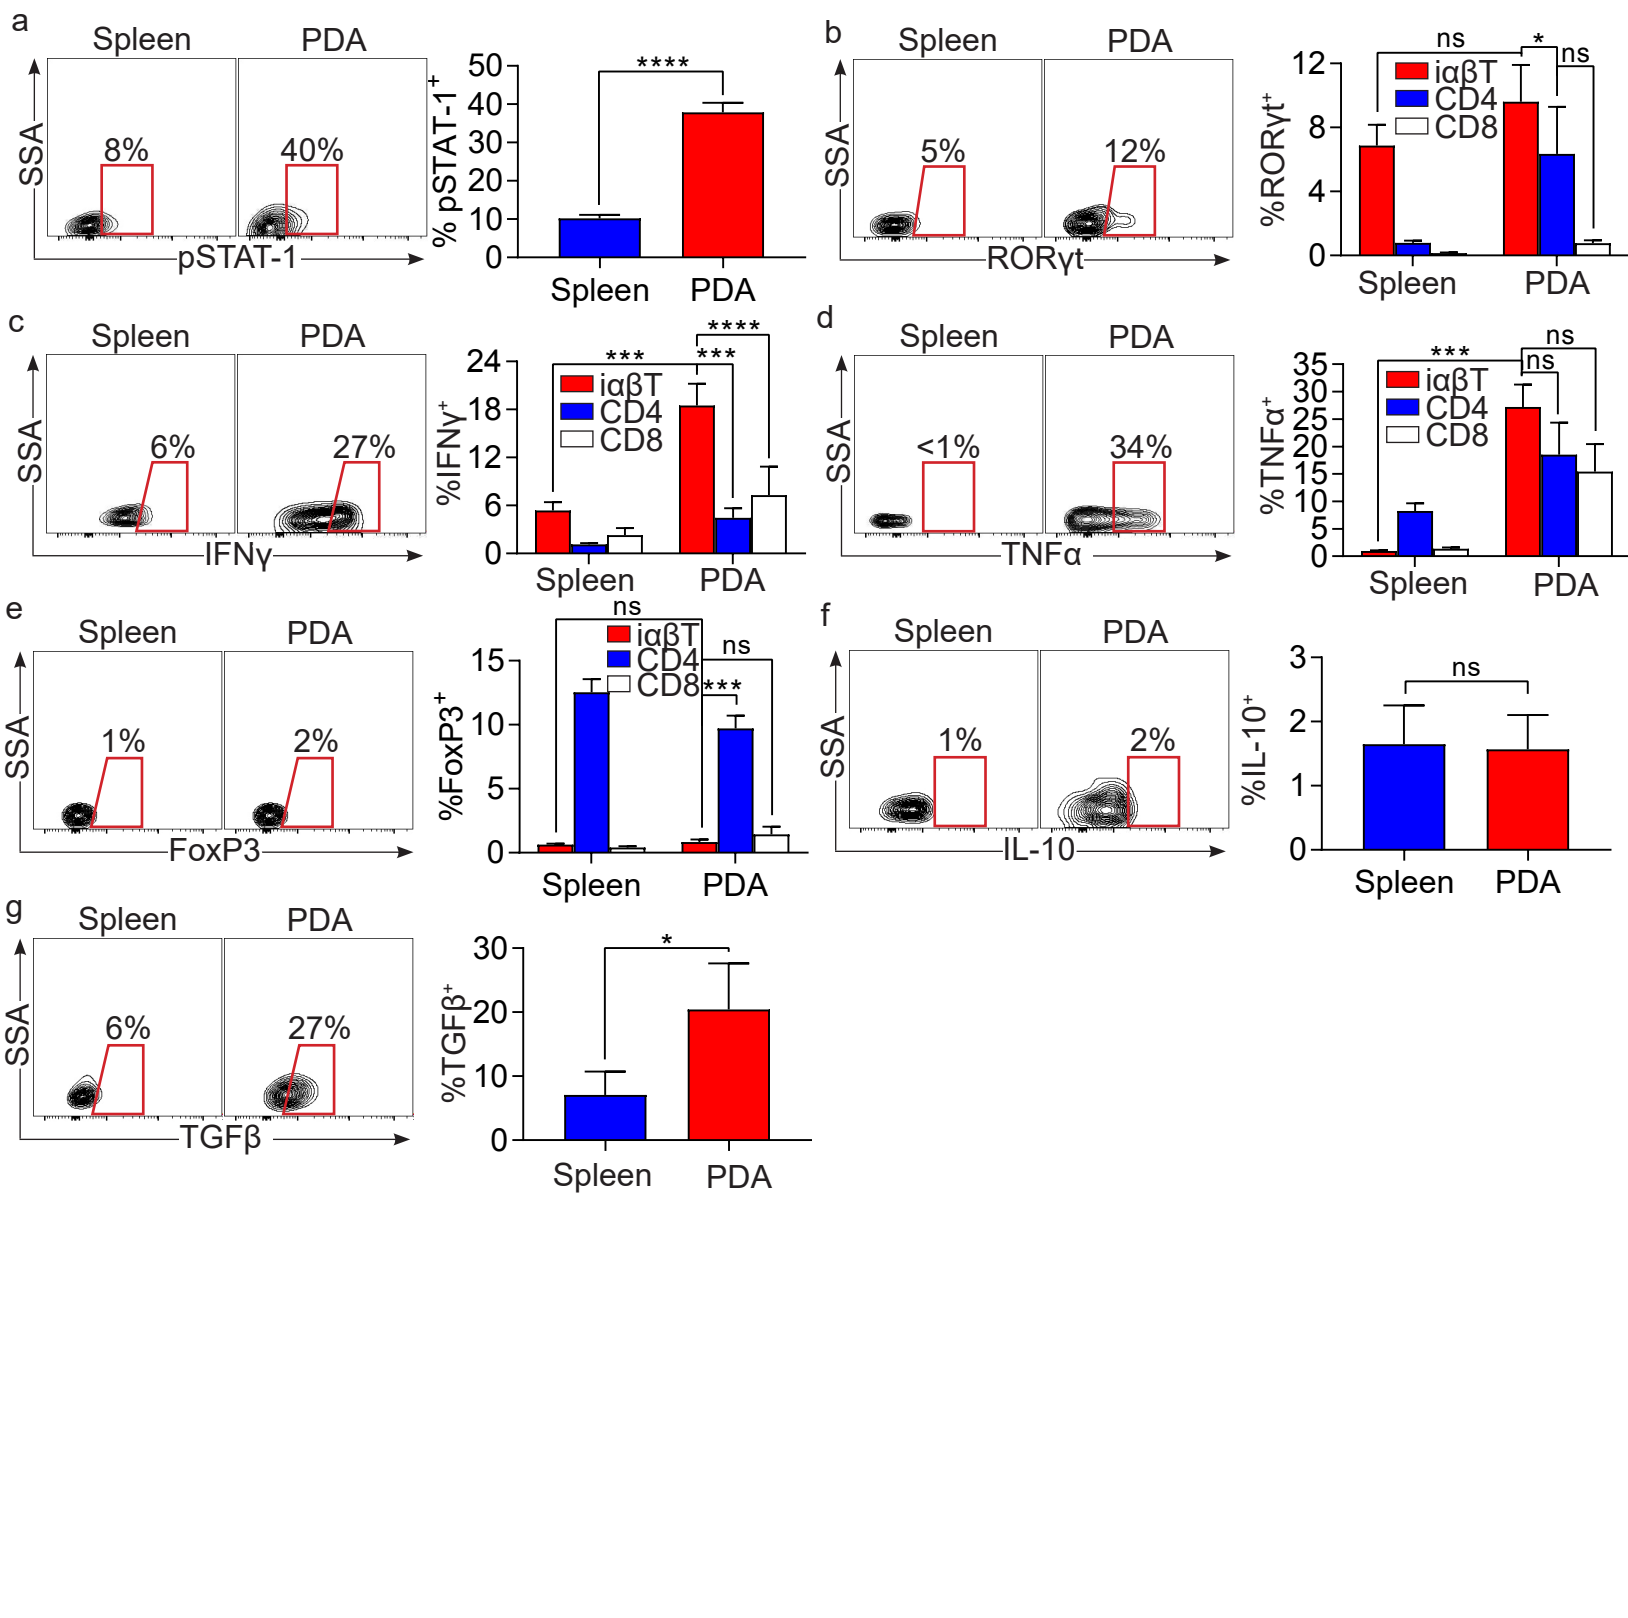 a
Spleen PDA
8% 40%
SSA
pSTAT-1
% pSTAT-1+
50
40
30
20
10
0
****
Spleen PDA
b
Spleen PDA
5% 12%
SSA
RORγt
%RORγt+
12
8
4
0
ns * ns
iαβT
CD4
CD8
Spleen PDA
c
Spleen PDA
6% 27%
SSA
IFNγ
%IFNγ+
24
18
12
6
0
****
*** ***
iαβT
CD4
CD8
Spleen PDA
d
Spleen PDA
<1% 34%
SSA
TNFα
%TNFα+
35
30
25
20
15
10
5
0
ns
*** ns
iαβT
CD4
CD8
Spleen PDA
e
Spleen PDA
1% 2%
SSA
FoxP3
%FoxP3+
15
10
5
0
ns
ns
***
iαβT
CD4
CD8
Spleen PDA
f
Spleen PDA
1% 2%
SSA
IL-10
%IL-10+
3
2
1
0
ns
Spleen PDA
g
Spleen PDA
6% 27%
SSA
TGFβ
%TGFβ+
30
20
10
0
*
Spleen PDA